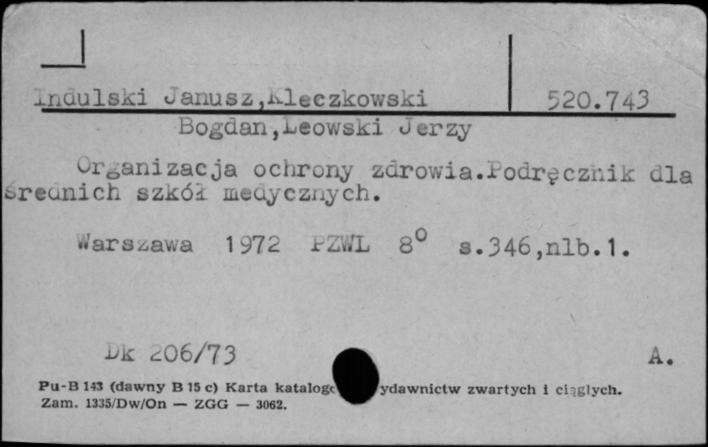 Indulski Janusz,Kleczkowski 520.743
Bogdan,Leowski Jerzy
Organizacja ochrony zdrowia.Podręcznik dla
średnich szkół medycznych.
Warszawa 1972 PZWL 8° s.346,nlb.1.
Dk 206/73 A.
Pu-B 143 (dawny B 15 c) Karta katalog ydawnictw zwartych i ciągłych.
Zam. 1335/Dw/On — ZGG — 3062.